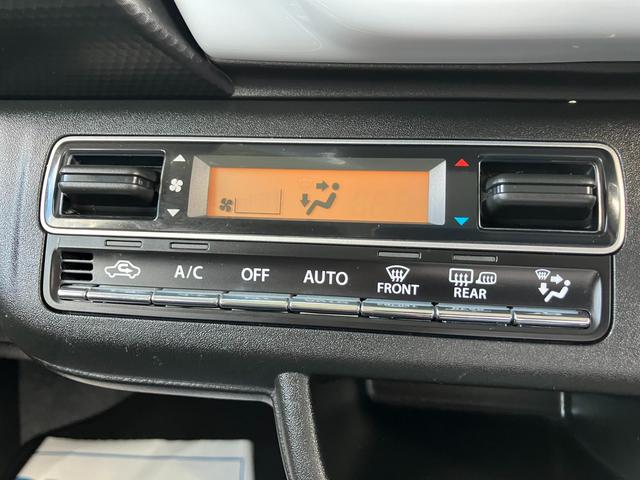 A/C OFF AUTO FRONT REAR